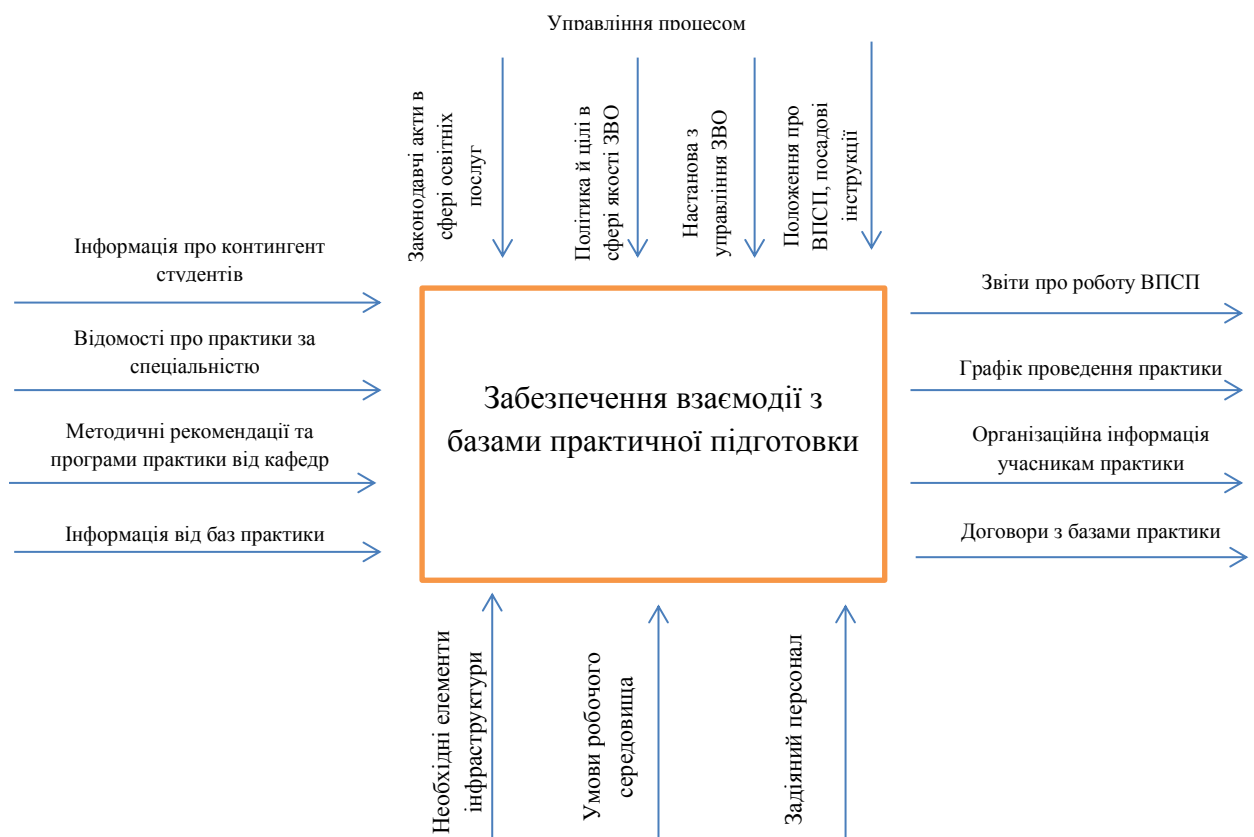 Управління процесом
Законодавчі акти в
сфері освітніх
послуг
Політика й цілі в
сфері якості ЗВО
Настанова з
управління ЗВО
Положення про
ВПСП, посадові
інструкції
Інформація про контингент
студентів
Відомості про практики за
спеціальністю
Методичні рекомендації та
програми практики від кафедр
Інформація від баз практики
Забезпечення взаємодії з
базами практичної підготовки
Звіти про роботу ВПСП
Графік проведення практики
Організаційна інформація
учасникам практики
Договори з базами практики
Необхідні елементи
інфраструктури
Умови робочого
середовища
Задіяний персонал